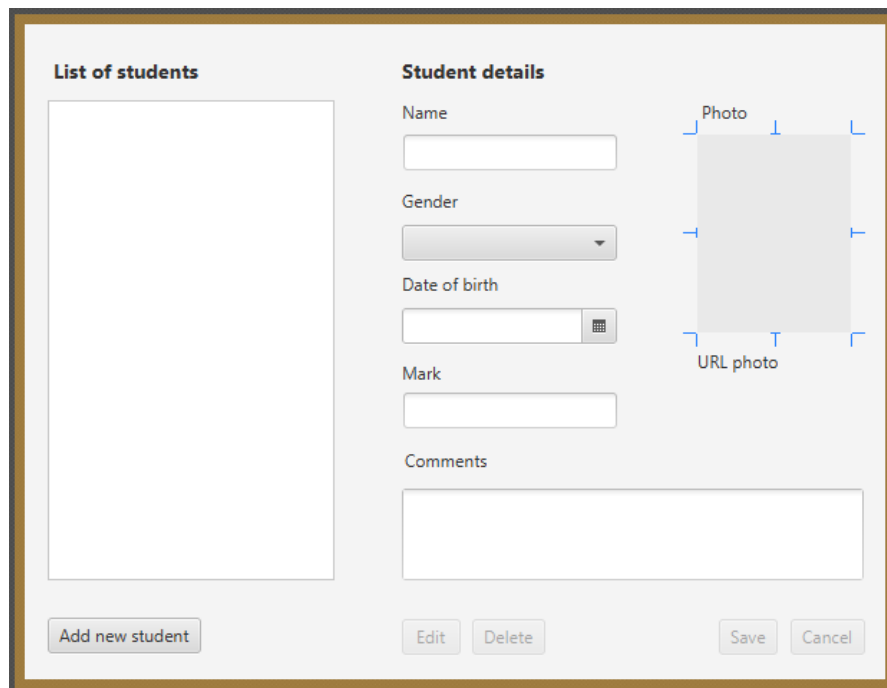 List of students
Student details
Name
Photo
Gender
Date of birth
URL photo
Mark
Comments
Add new student
Edit
Delete
Save
Cancel